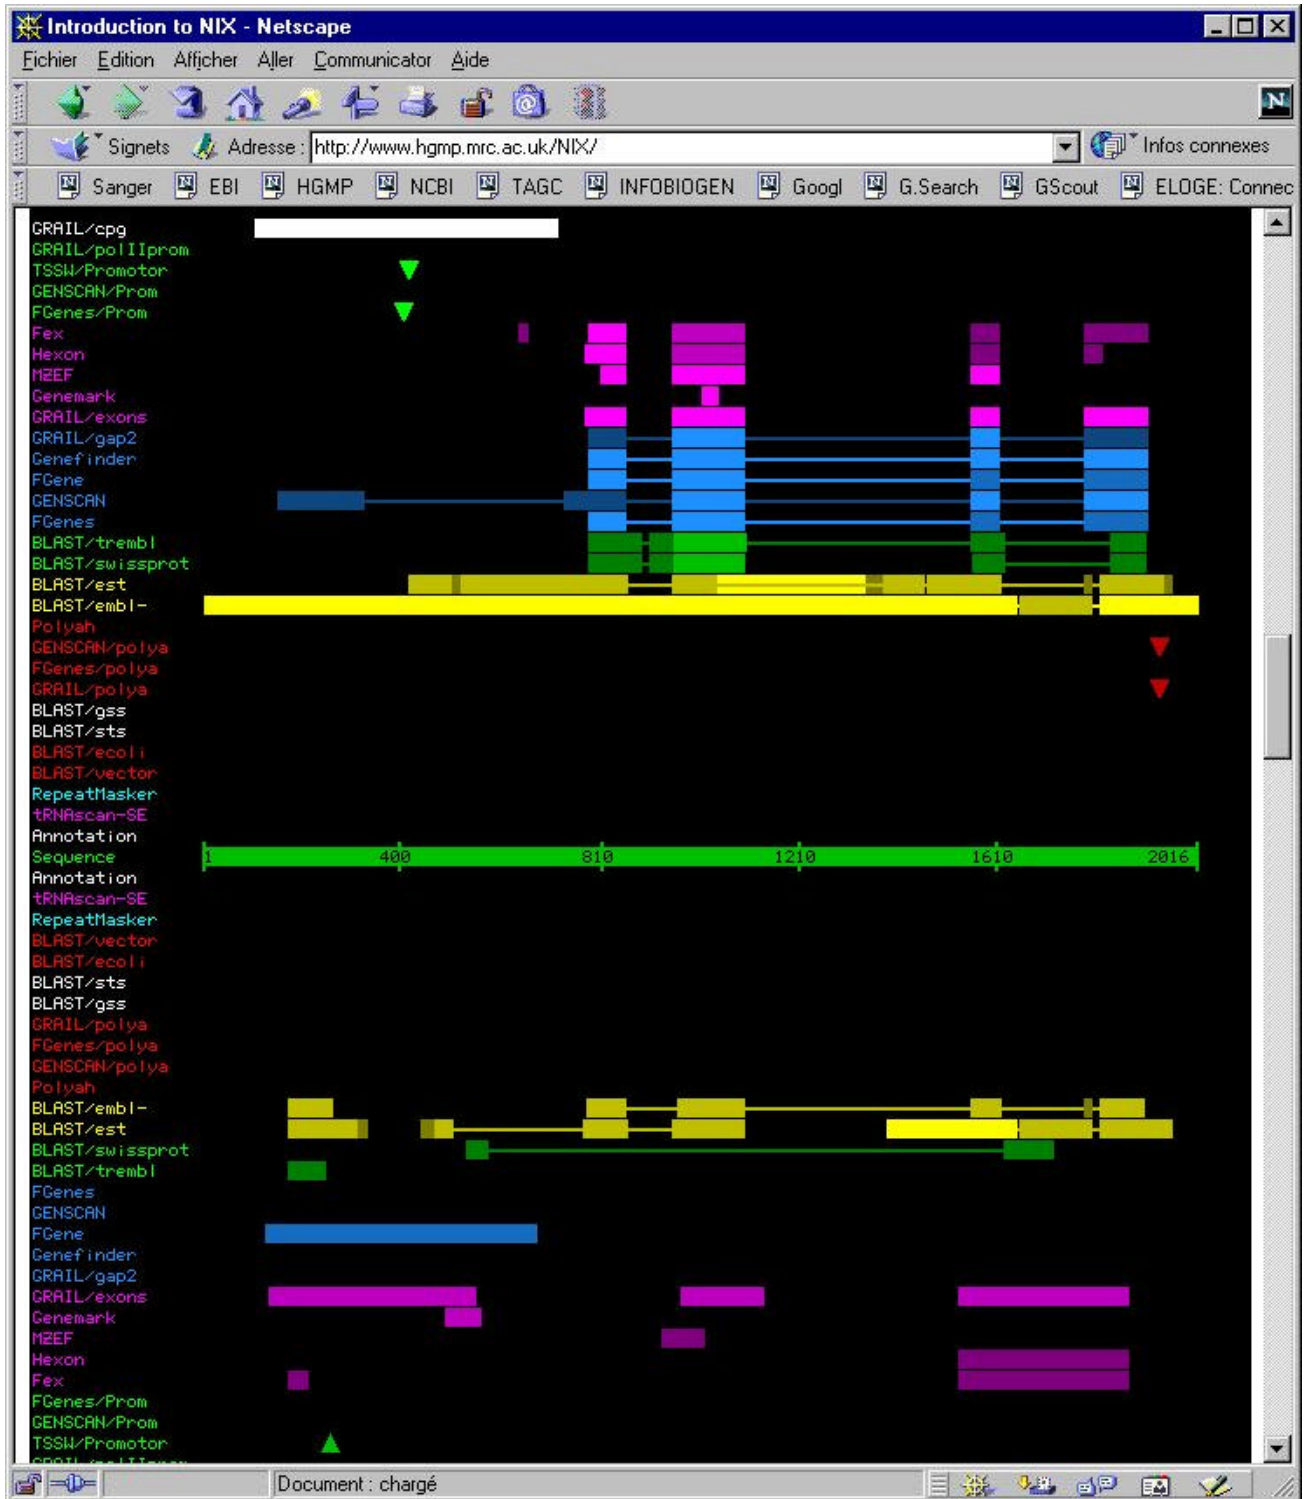 Introduction to NIX - Netscape
Fichier Edition Afficher Aller Communicator Aide
Signets Adresse : http://www.hgmp.mrc.ac.uk/NIX/ Infos connexes
Sanger EBI HGMP NCBI TAGC INFOBIOGEN Googl G.Search GScout ELOGE: Connec
GRAIL/cpg
GRAIL/polIIprom
TSSW/Promotor
GENSCAN/Prom
FGenes/Prom
Fex
Hexon
MZEF
Genemark
GRAIL/exons
GRAIL/gap2
Genefinder
FGene
GENSCAN
FGenes
BLAST/trembl
BLAST/swissprot
BLAST/est
BLAST/embl-
Polyah
GENSCAN/polya
FGenes/polya
GRAIL/polya
BLAST/gss
BLAST/sts
BLAST/ecoli
BLAST/vector
RepeatMasker
tRNAscan-SE
Annotation
Sequence 1 400 810 1210 1610 2016
Annotation
tRNAscan-SE
RepeatMasker
BLAST/vector
BLAST/ecoli
BLAST/sts
BLAST/gss
GRAIL/polya
FGenes/polya
GENSCAN/polya
Polyah
BLAST/embl-
BLAST/est
BLAST/swissprot
BLAST/trembl
FGenes
GENSCAN
FGene
Genefinder
GRAIL/gap2
GRAIL/exons
Genemark
MZEF
Hexon
Fex
FGenes/Prom
GENSCAN/Prom
TSSW/Promotor
GRAIL/polIIprom
Document : chargé